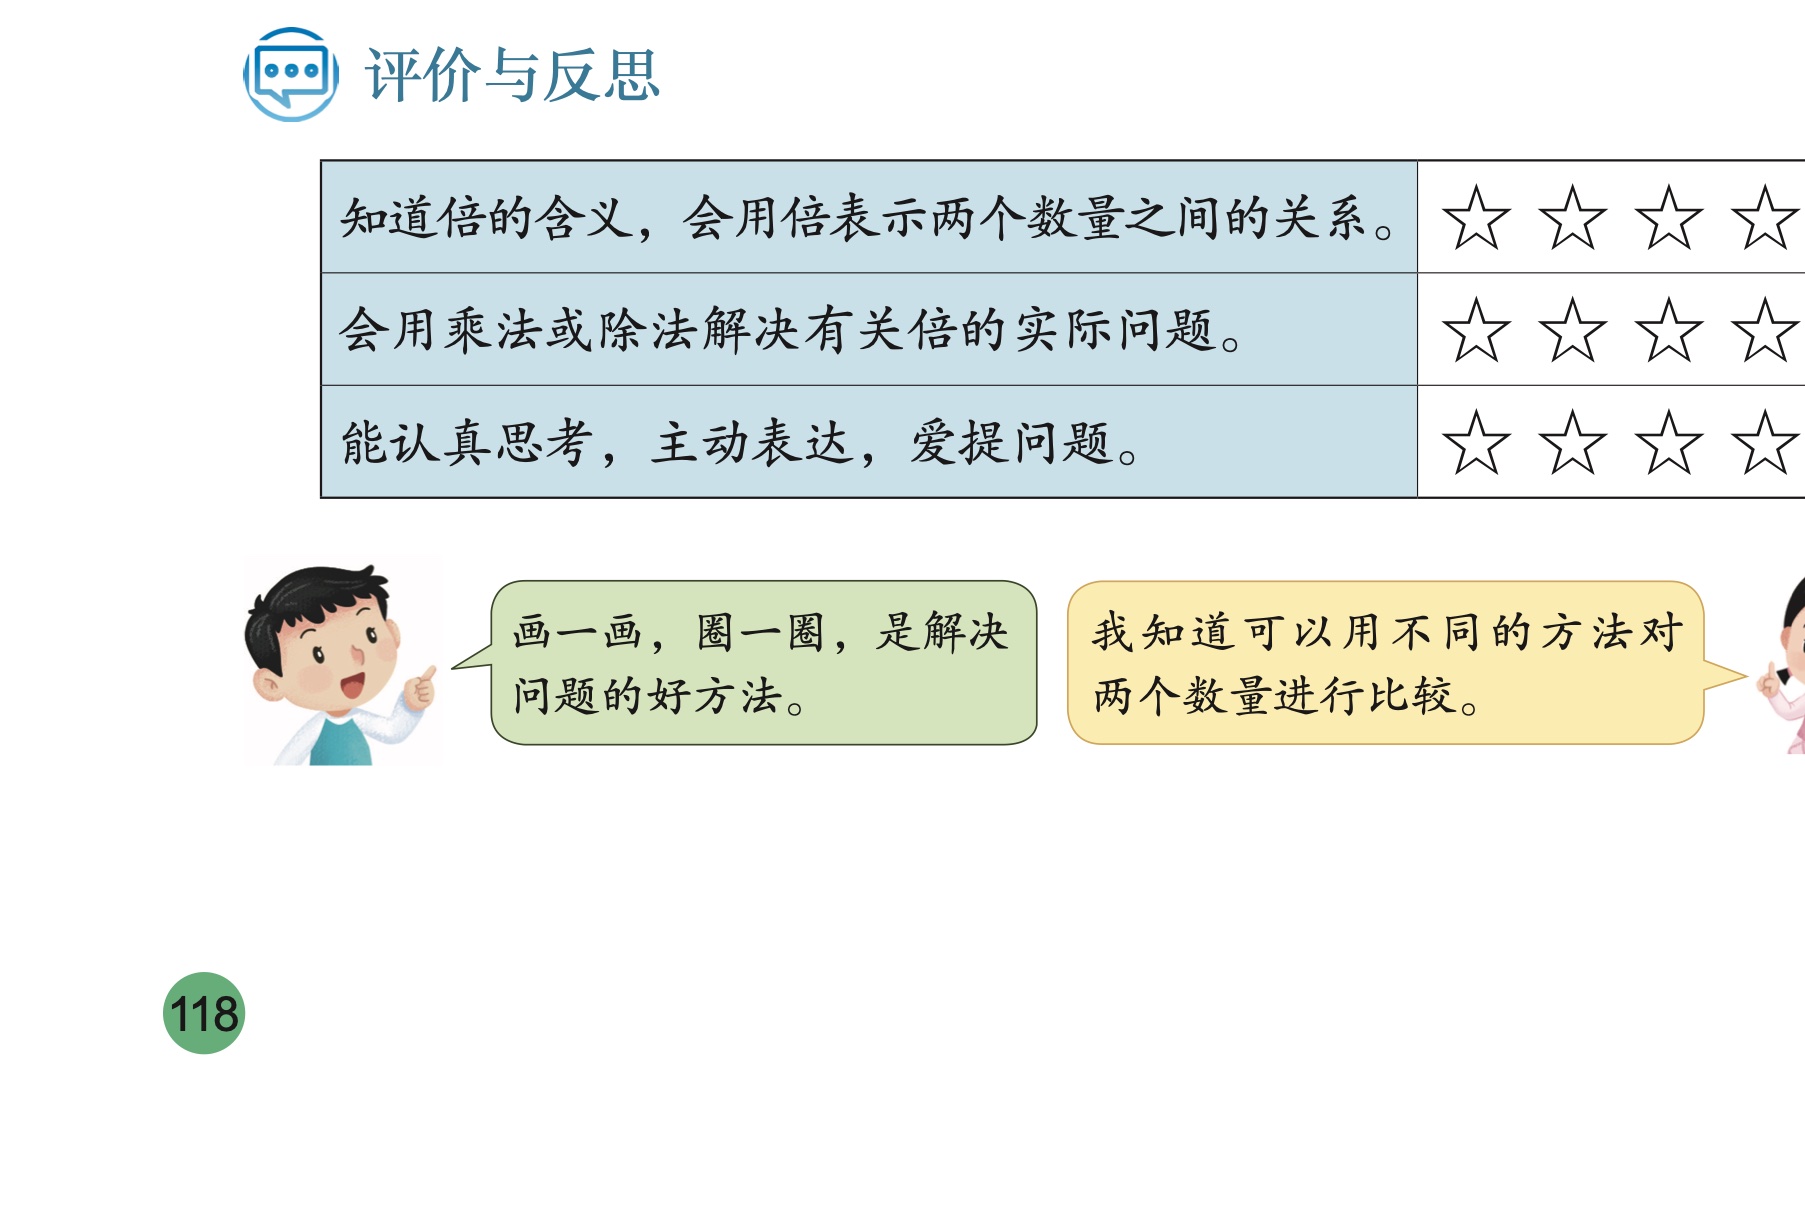 评价与反思
知道倍的含义，会用倍表示两个数量之间的关系。
会用乘法或除法解决有关倍的实际问题。
能认真思考，主动表达，爱提问题。
画一画，圈一圈，是解决
问题的好方法。
我知道可以用不同的方法对
两个数量进行比较。
118